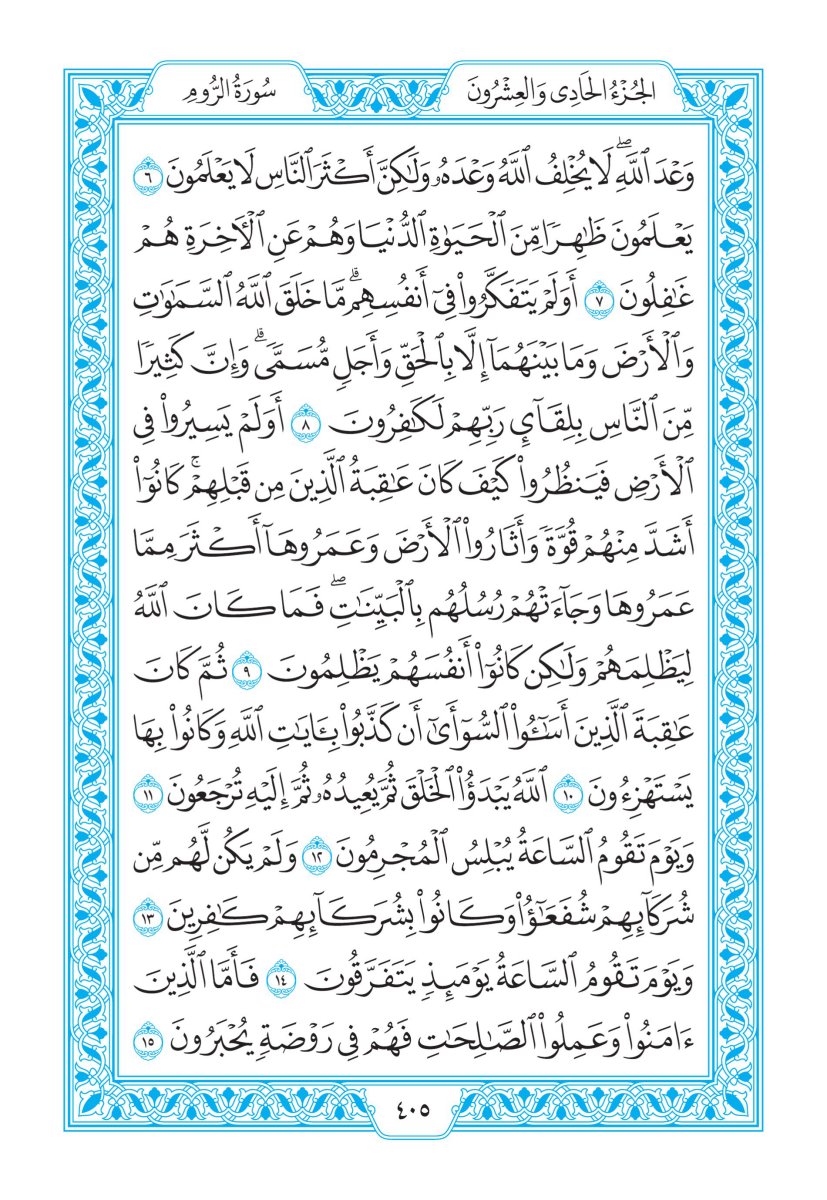 الجُزْءُ الحَادِي وَالعِشْرُونَ
سُورَةُ الرُّومِ
وَعْدَ ٱللَّهِۖ لَا يُخْلِفُ ٱللَّهُ وَعْدَهُۥ وَلَٰكِنَّ أَكْثَرَ ٱلنَّاسِ لَا يَعْلَمُونَ ٦
يَعْلَمُونَ ظَٰهِرٗا مِّنَ ٱلْحَيَوٰةِ ٱلدُّنْيَا وَهُمْ عَنِ ٱلْأٓخِرَةِ هُمْ
غَٰفِلُونَ ٧ أَوَلَمْ يَتَفَكَّرُواْ فِيٓ أَنفُسِهِمۗ مَّا خَلَقَ ٱللَّهُ ٱلسَّمَٰوَٰتِ
وَٱلْأَرْضَ وَمَا بَيْنَهُمَآ إِلَّا بِٱلْحَقِّ وَأَجَلٖ مُّسَمّٗىۗ وَإِنَّ كَثِيرٗا
مِّنَ ٱلنَّاسِ بِلِقَآيِٕ رَبِّهِمْ لَكَٰفِرُونَ ٨ أَوَلَمْ يَسِيرُواْ فِي
ٱلْأَرْضِ فَيَنظُرُواْ كَيْفَ كَانَ عَٰقِبَةُ ٱلَّذِينَ مِن قَبْلِهِمْۚ كَانُوٓاْ
أَشَدَّ مِنْهُمْ قُوَّةٗ وَأَثَارُواْ ٱلْأَرْضَ وَعَمَرُوهَآ أَكْثَرَ مِمَّا
عَمَرُوهَا وَجَآءَتْهُمْ رُسُلُهُم بِٱلْبَيِّنَٰتِۖ فَمَا كَانَ ٱللَّهُ
لِيَظْلِمَهُمْ وَلَٰكِن كَانُوٓاْ أَنفُسَهُمْ يَظْلِمُونَ ٩ ثُمَّ كَانَ
عَٰقِبَةَ ٱلَّذِينَ أَسَٰٓـُٔواْ ٱلسُّوٓأَىٰٓ أَن كَذَّبُواْ بِـَٔايَٰتِ ٱللَّهِ وَكَانُواْ بِهَا
يَسْتَهْزِءُونَ ١٠ ٱللَّهُ يَبْدَؤُاْ ٱلْخَلْقَ ثُمَّ يُعِيدُهُۥ ثُمَّ إِلَيْهِ تُرْجَعُونَ ١١
وَيَوْمَ تَقُومُ ٱلسَّاعَةُ يُبْلِسُ ٱلْمُجْرِمُونَ ١٢ وَلَمْ يَكُن لَّهُم مِّن
شُرَكَآئِهِمْ شُفَعَٰٓؤُاْ وَكَانُواْ بِشُرَكَآئِهِمْ كَٰفِرِينَ ١٣
وَيَوْمَ تَقُومُ ٱلسَّاعَةُ يَوْمَئِذٖ يَتَفَرَّقُونَ ١٤ فَأَمَّا ٱلَّذِينَ
ءَامَنُواْ وَعَمِلُواْ ٱلصَّٰلِحَٰتِ فَهُمْ فِي رَوْضَةٖ يُحْبَرُونَ ١٥
٤٠٥